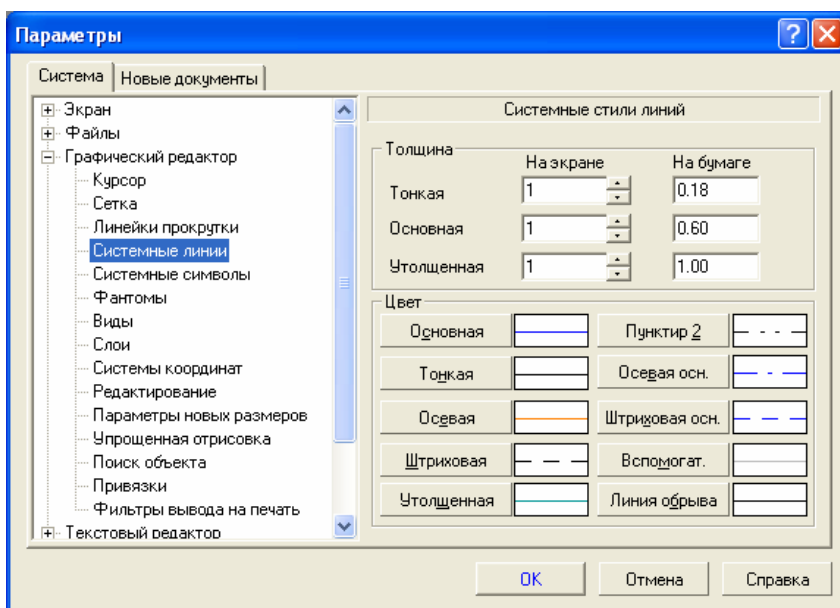 Параметры
Система
Новые документы
Экран
Файлы
Графический редактор
Курсор
Сетка
Линейки прокрутки
Системные линии
Системные символы
Фантомы
Виды
Слои
Системы координат
Редактирование
Параметры новых размеров
Упрощенная отрисовка
Поиск объекта
Привязки
Фильтры вывода на печать
Текстовый редактор
Системные стили линий
Толщина
На экране На бумаге
Тонкая 1 0.18
Основная 1 0.60
Утолщенная 1 1.00
Цвет
Основная Пунктир 2
Тонкая Осевая осн.
Осевая Штриховая осн.
Штриховая Вспомогат.
Утолщенная Линия обрыва
OK Отмена Справка